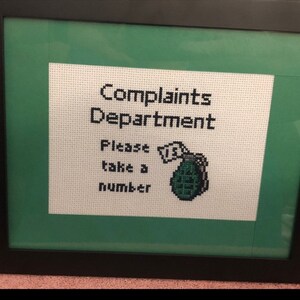 Complaints
Department
Please
take a
number